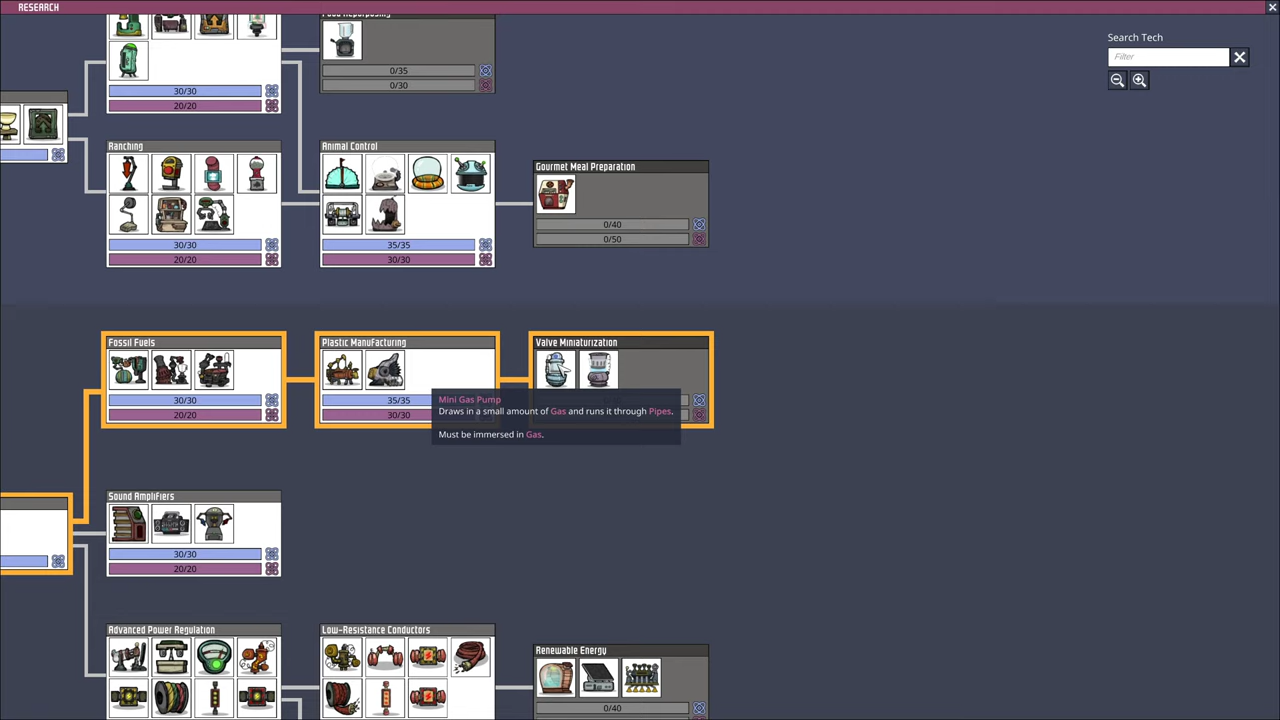 RESEARCH
Search Tech
Filter
0/35
0/30
30/30
20/20
Ranching
30/30
20/20
Animal Control
35/35
30/30
Gourmet Meal Preparation
0/40
0/50
Fossil Fuels
30/30
20/20
Plastic Manufacturing
35/35
30/30
Valve Miniaturization
Mini Gas Pump
Draws in a small amount of Gas and runs it through Pipes.
Must be immersed in Gas.
Sound Amplifiers
30/30
20/20
Advanced Power Regulation
Low-Resistance Conductors
Renewable Energy
0/40